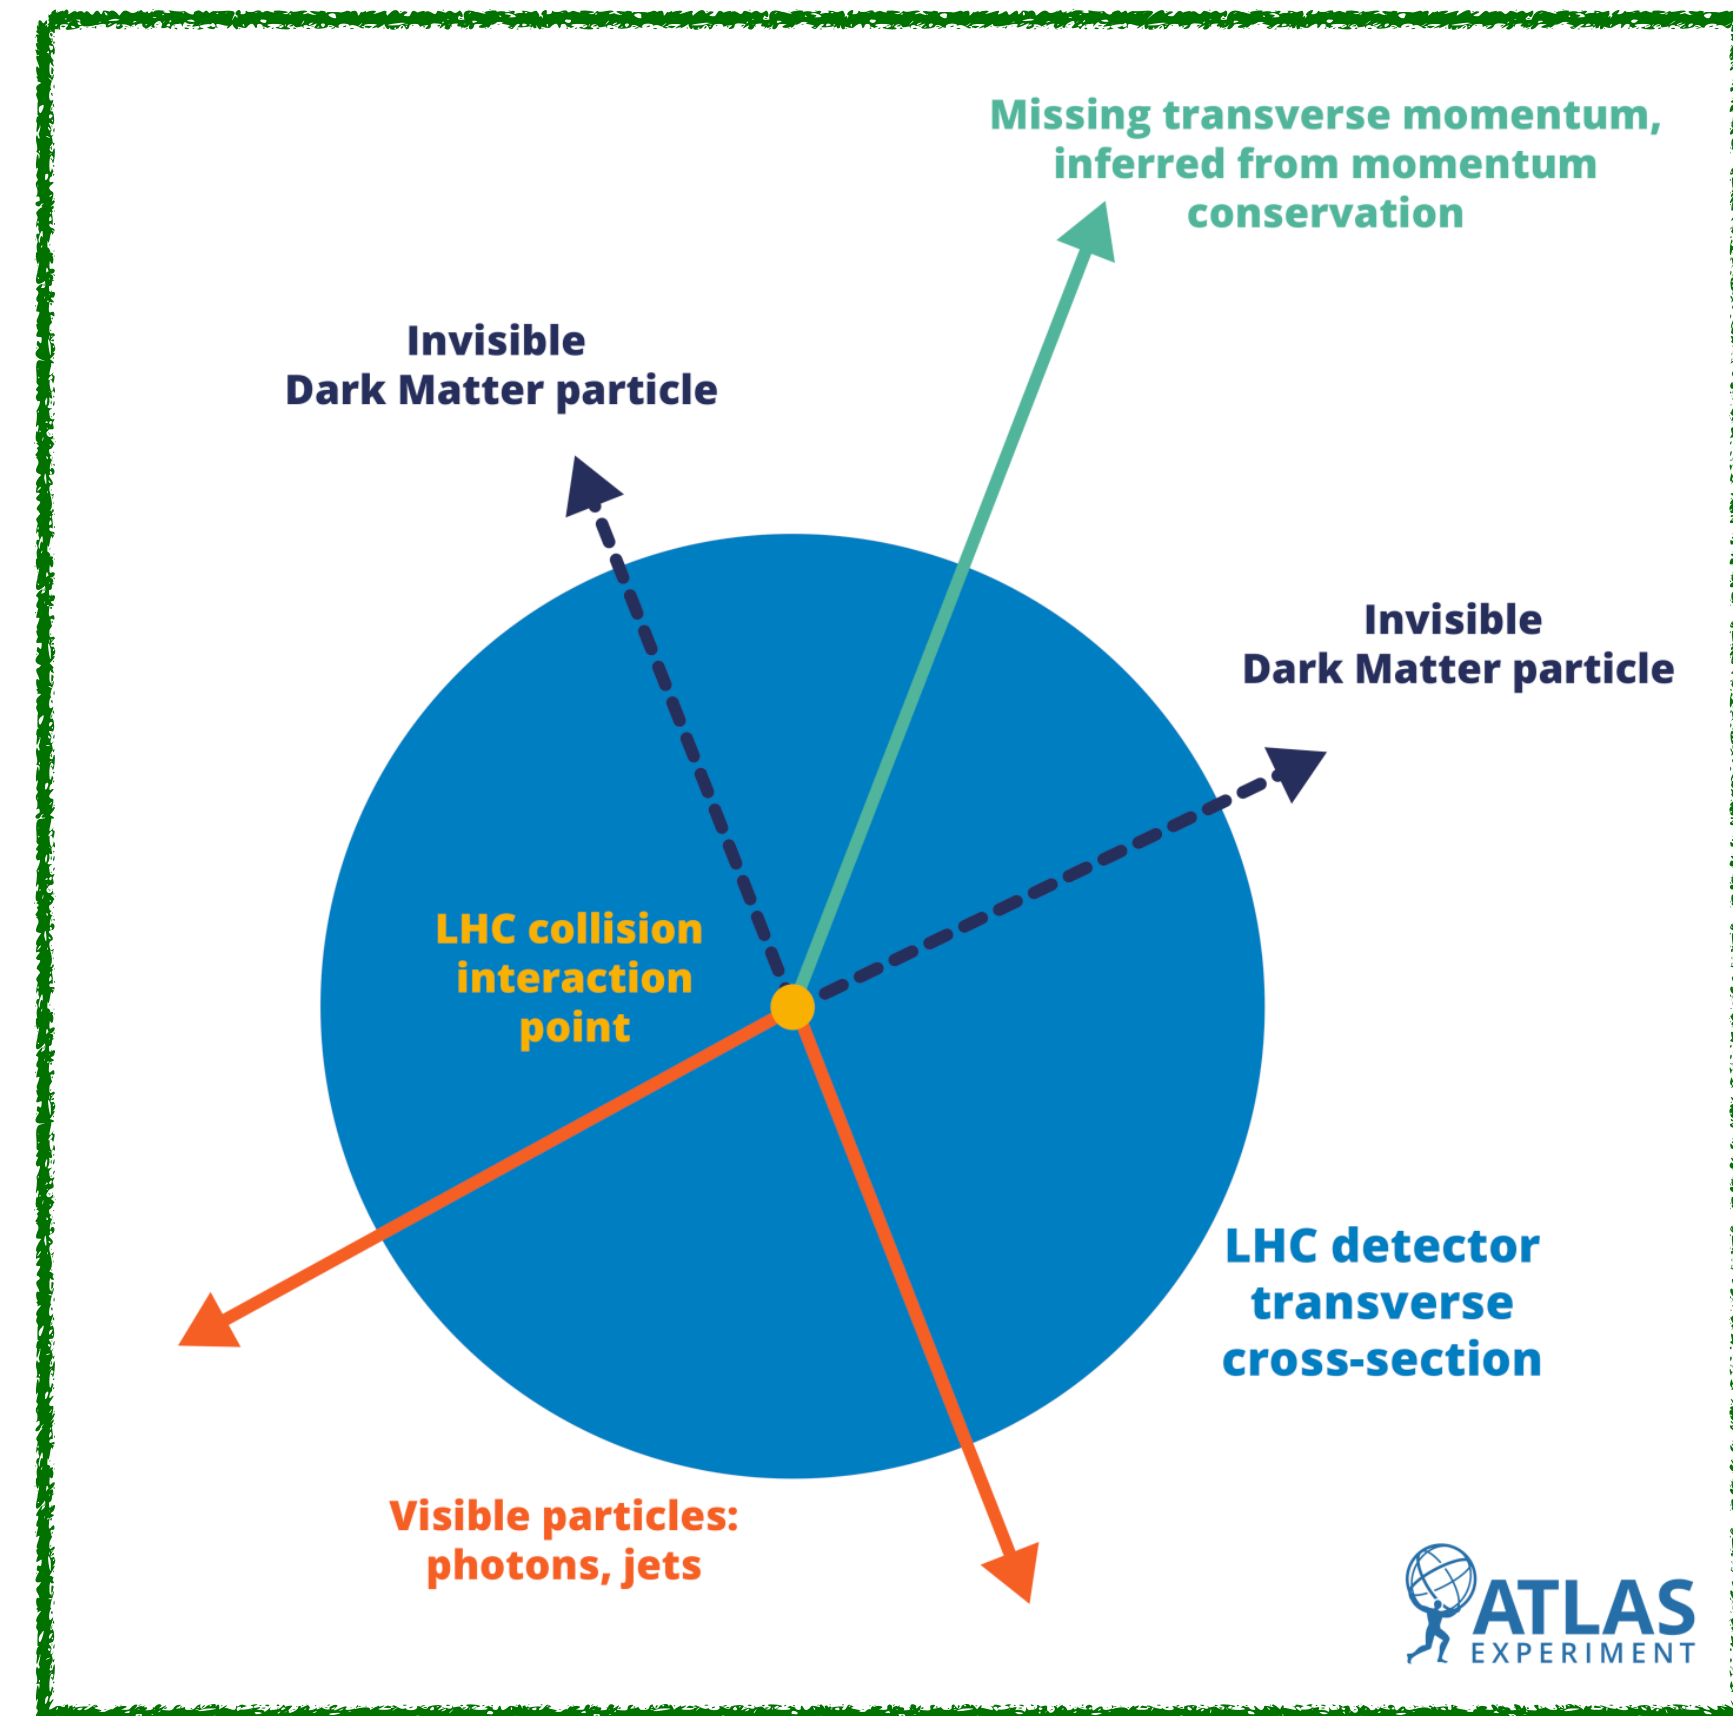 Missing transverse momentum,
inferred from momentum
conservation
Invisible
Dark Matter particle
Invisible
Dark Matter particle
LHC collision
interaction
point
LHC detector
transverse
cross-section
Visible particles:
photons, jets
ATLAS
EXPERIMENT